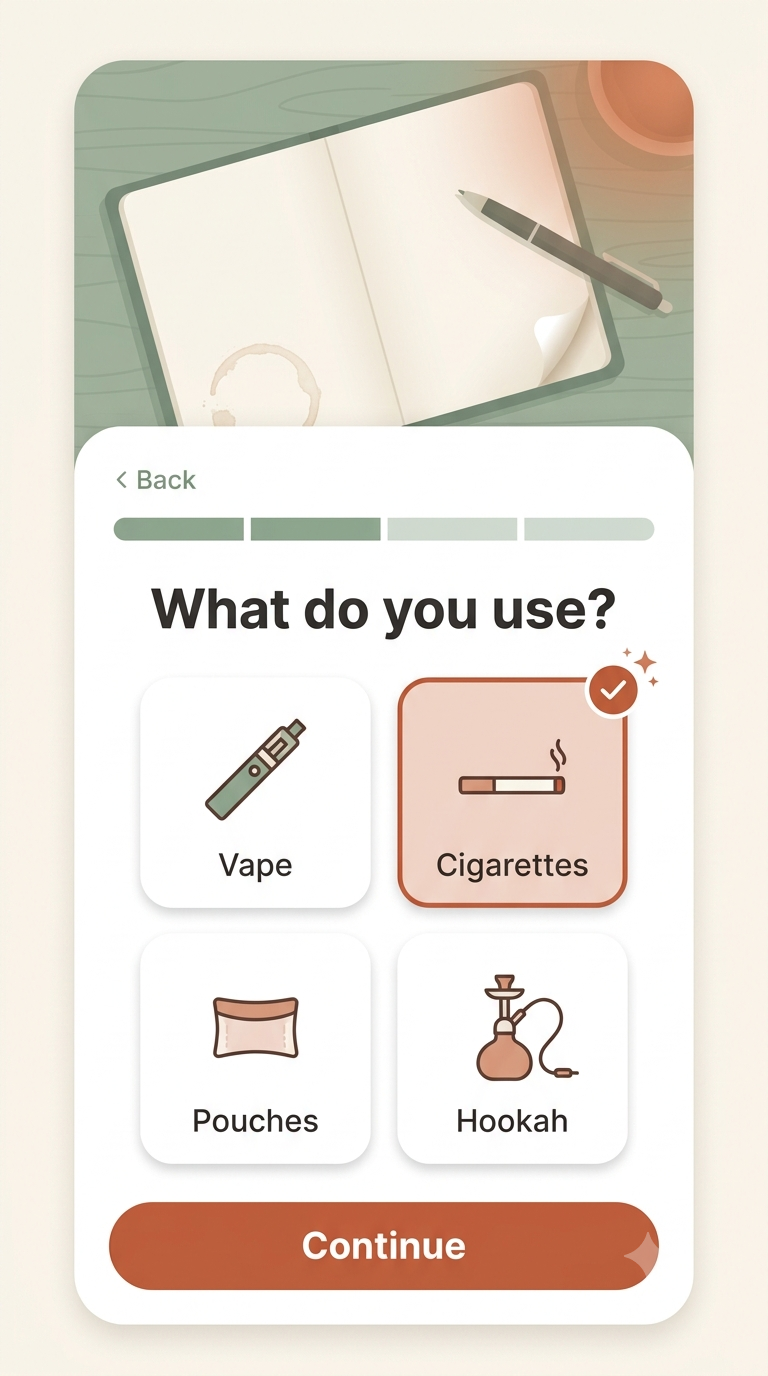 Back
What do you use?
Vape
Cigarettes
Pouches
Hookah
Continue